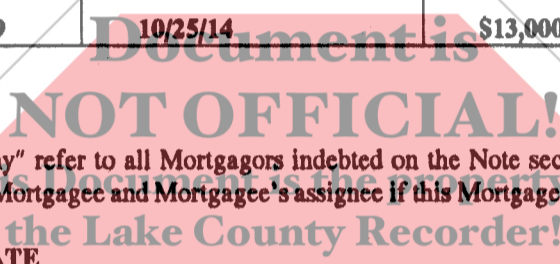 10/25/14
$13,000
Document is
NOT OFFICIAL!
y" refer to all Mortgagors indebted on the Note sec
Document is the property
Mortgagee and Mortgagee's assignee if this Mortgage
the Lake County Recorder!
ATE